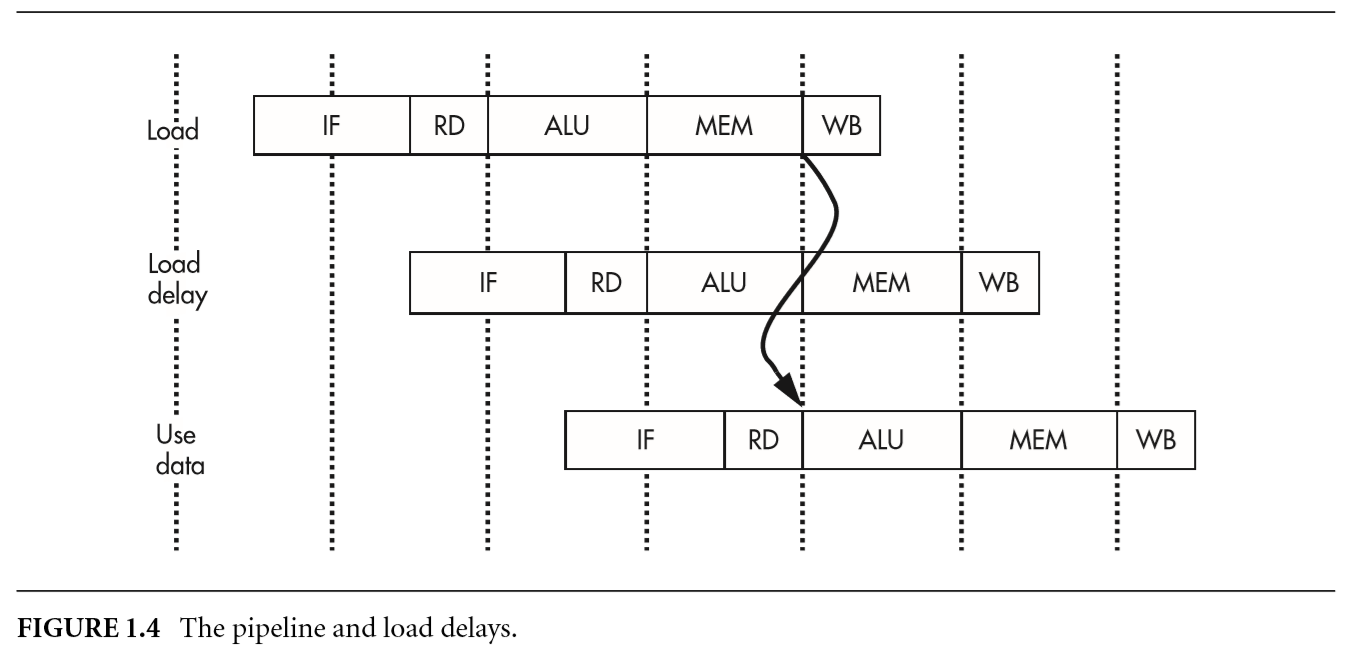 Load IF RD ALU MEM WB
Load
delay
IF RD ALU MEM WB
Use
data
IF RD ALU MEM WB
FIGURE 1.4 The pipeline and load delays.